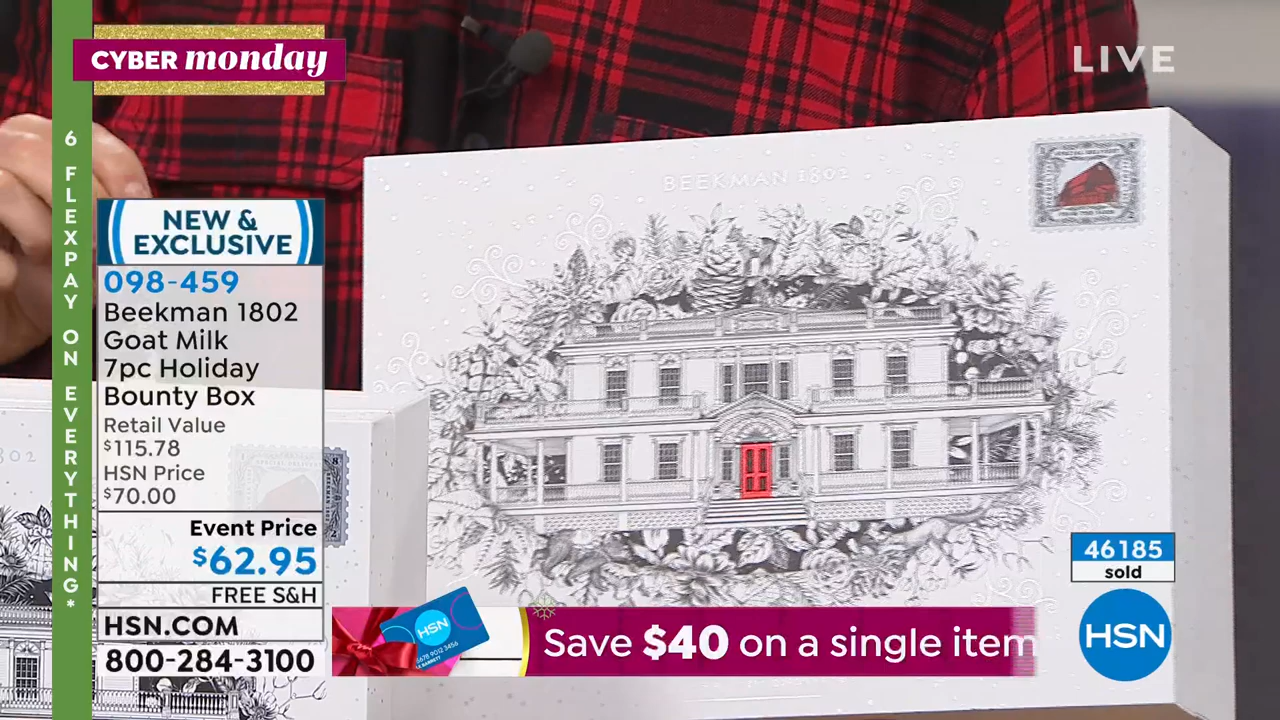 CYBER monday
LIVE
6 FLEXPAY ON EVERYTHING*
BEEKMAN 1802
NEW &
EXCLUSIVE
098-459
Beekman 1802
Goat Milk
7pc Holiday
Bounty Box
Retail Value
$115.78
HSN Price
$70.00
Event Price
$62.95
FREE S&H
HSN.COM
800-284-3100
46185
sold
HSN
HSN
Save $40 on a single item